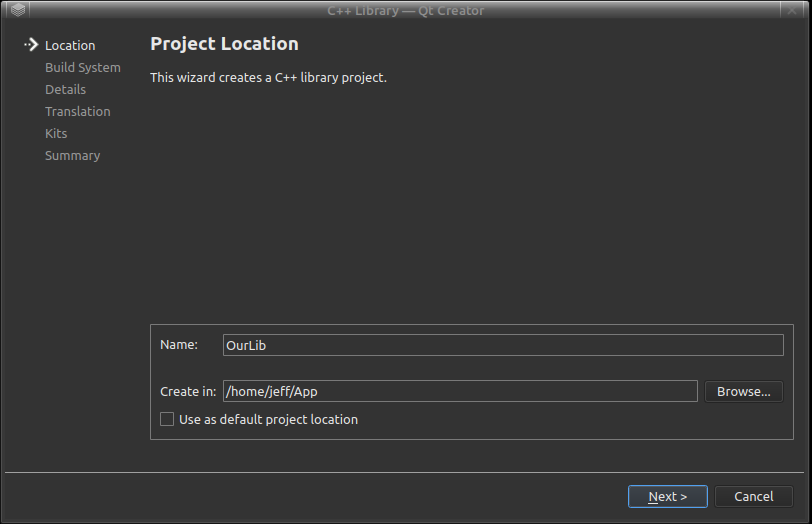 C++ Library — Qt Creator
Location
Build System
Details
Translation
Kits
Summary
Project Location
This wizard creates a C++ library project.
Name: OurLib
Create in: /home/jeff/App Browse...
Use as default project location
Next > Cancel